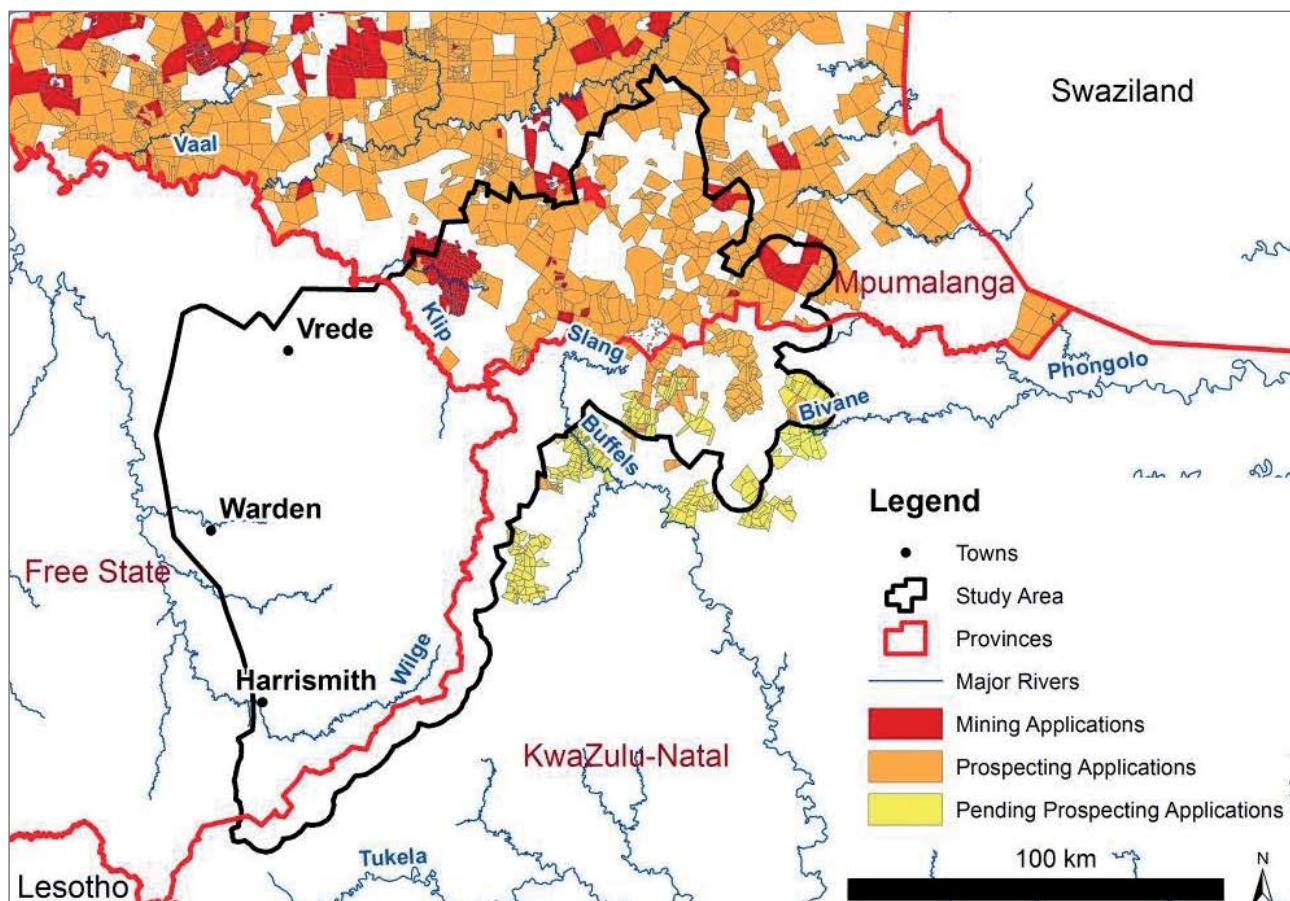 Swaziland
Vaal
Mpumalanga
Klip
Vrede
Slang
Phongolo
Bivane
Buffels
Warden
Free State
Harrismith
Wilge
KwaZulu-Natal
Tukela
Lesotho
Legend
Towns
Study Area
Provinces
Major Rivers
Mining Applications
Prospecting Applications
Pending Prospecting Applications
100 km
N